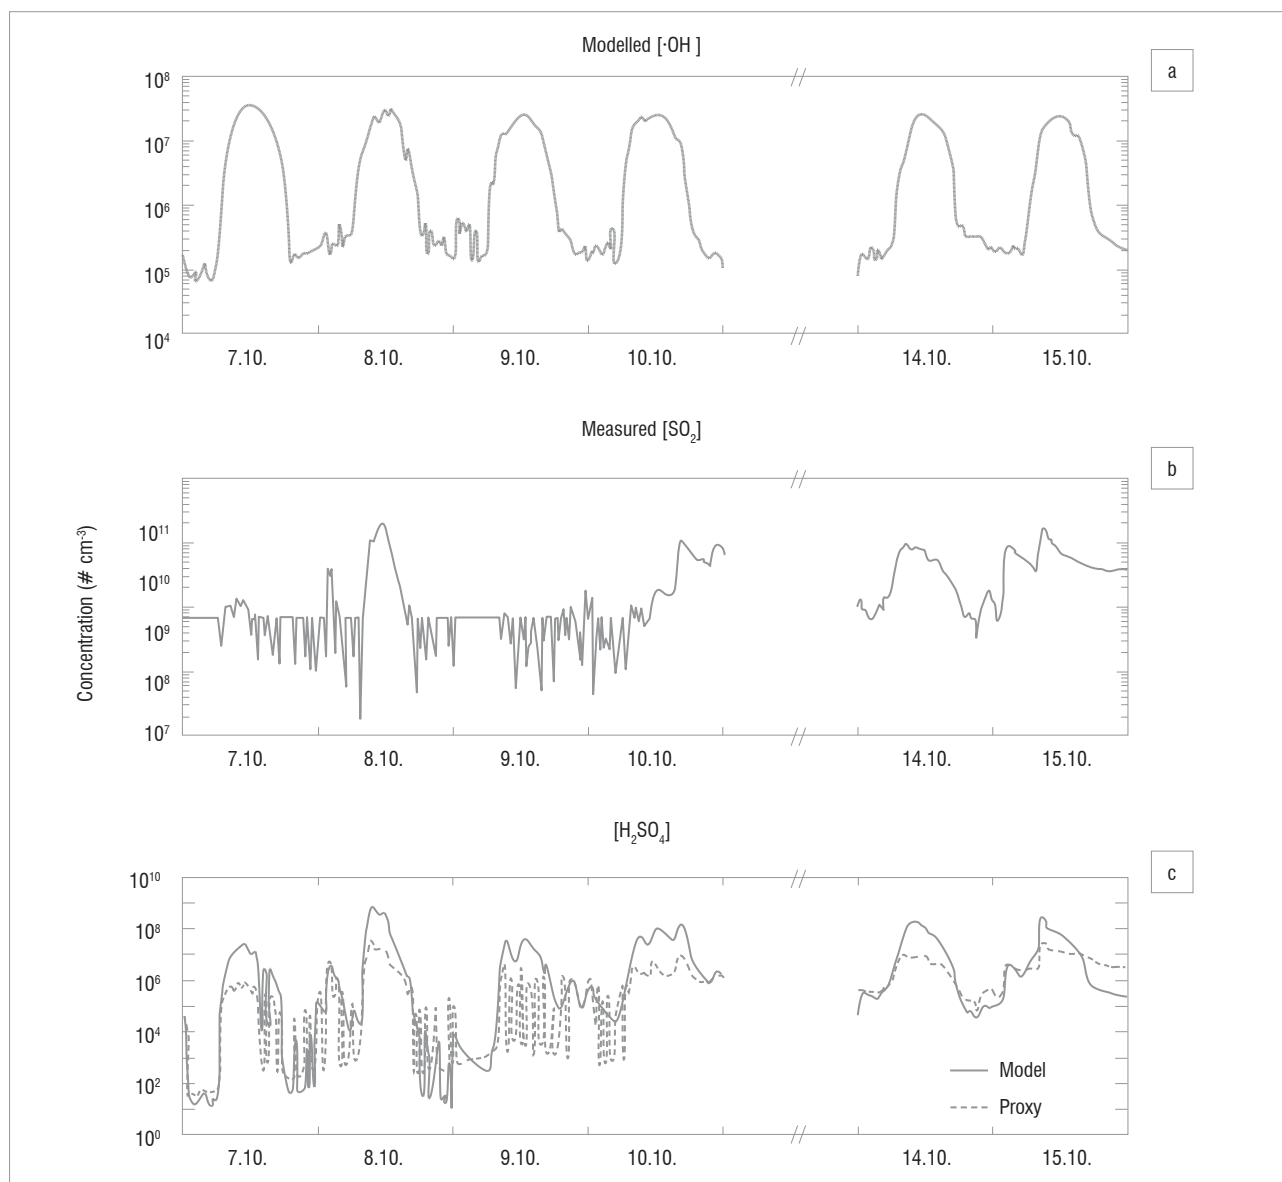 Modelled [·OH ]
a
10⁸
10⁷
10⁶
10⁵
10⁴
7.10. 8.10. 9.10. 10.10. 14.10. 15.10.
Measured [SO₂]
b
Concentration (# cm⁻³)
10¹¹
10¹⁰
10⁹
10⁸
10⁷
7.10. 8.10. 9.10. 10.10. 14.10. 15.10.
[H₂SO₄]
c
10¹⁰
10⁸
10⁶
10⁴
10²
10⁰
Model
Proxy
7.10. 8.10. 9.10. 10.10. 14.10. 15.10.